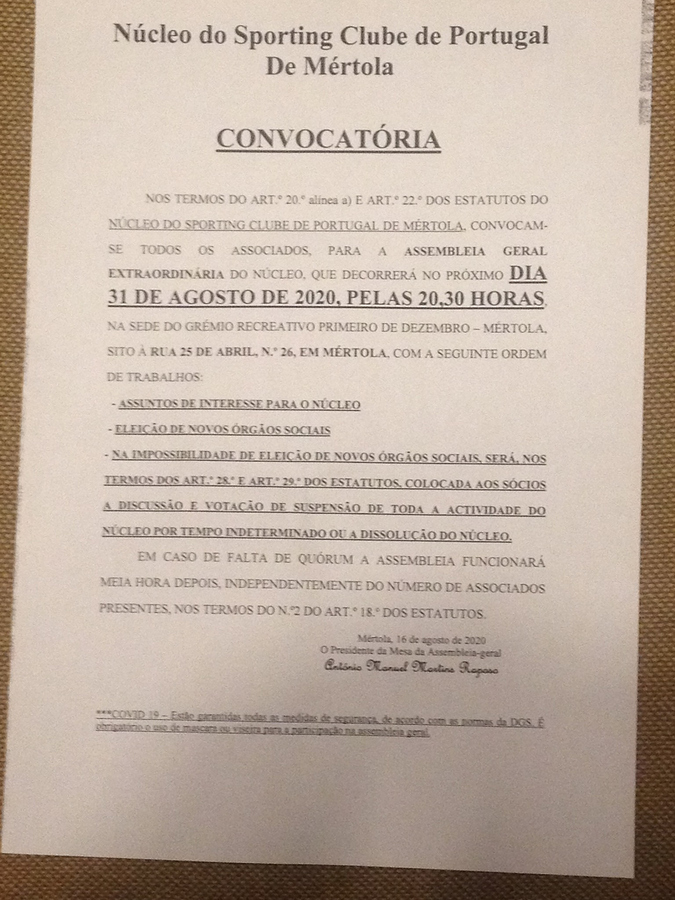 Núcleo do Sporting Clube de Portugal
De Mértola
CONVOCATÓRIA
NOS TERMOS DO ART.º 20.º alínea a) E ART.º 22.º DOS ESTATUTOS DO
NÚCLEO DO SPORTING CLUBE DE PORTUGAL DE MÉRTOLA, CONVOCAM-
SE TODOS OS ASSOCIADOS, PARA A ASSEMBLEIA GERAL
EXTRAORDINÁRIA DO NÚCLEO, QUE DECORRERÁ NO PRÓXIMO DIA
31 DE AGOSTO DE 2020, PELAS 20,30 HORAS,
NA SEDE DO GRÉMIO RECREATIVO PRIMEIRO DE DEZEMBRO – MÉRTOLA,
SITO À RUA 25 DE ABRIL, N.º 26, EM MÉRTOLA, COM A SEGUINTE ORDEM
DE TRABALHOS:
- ASSUNTOS DE INTERESSE PARA O NÚCLEO
- ELEIÇÃO DE NOVOS ÓRGÃOS SOCIAIS
- NA IMPOSSIBILIDADE DE ELEIÇÃO DE NOVOS ÓRGÃOS SOCIAIS, SERÁ, NOS
TERMOS DOS ART.º 28.º E ART.º 29.º DOS ESTATUTOS, COLOCADA AOS SÓCIOS
A DISCUSSÃO E VOTAÇÃO DE SUSPENSÃO DE TODA A ACTIVIDADE DO
NÚCLEO POR TEMPO INDETERMINADO OU A DISSOLUÇÃO DO NÚCLEO.
EM CASO DE FALTA DE QUÓRUM A ASSEMBLEIA FUNCIONARÁ
MEIA HORA DEPOIS, INDEPENDENTEMENTE DO NÚMERO DE ASSOCIADOS
PRESENTES, NOS TERMOS DO N.º2 DO ART.º 18.º DOS ESTATUTOS.
Mértola, 16 de agosto de 2020
O Presidente da Mesa da Assembleia-geral
António Manuel Martins Raposo
***COVID 19 – Estão garantidas todas as medidas de segurança, de acordo com as normas da DGS. É
obrigatório o uso de mascara ou viseira para a participação na assembleia geral.